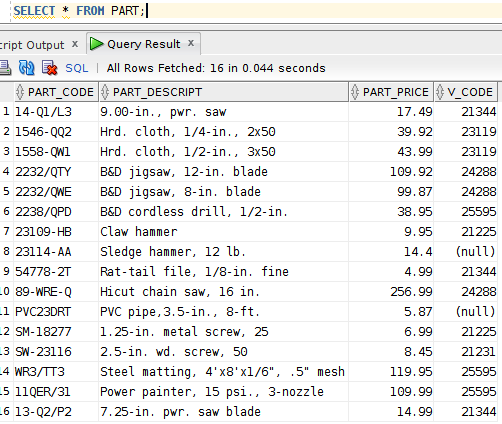 SELECT * FROM PART;
cript Output x Query Result x
SQL | All Rows Fetched: 16 in 0.044 seconds
PART_CODE PART_DESCRIPT PART_PRICE V_CODE
1 14-Q1/L3 9.00-in., pwr. saw 17.49 21344
2 1546-QQ2 Hrd. cloth, 1/4-in., 2x50 39.92 23119
3 1558-QW1 Hrd. cloth, 1/2-in., 3x50 43.99 23119
4 2232/QTY B&D jigsaw, 12-in. blade 109.92 24288
5 2232/QWE B&D jigsaw, 8-in. blade 99.87 24288
6 2238/QPD B&D cordless drill, 1/2-in. 38.95 25595
7 23109-HB Claw hammer 9.95 21225
8 23114-AA Sledge hammer, 12 lb. 14.4 (null)
9 54778-2T Rat-tail file, 1/8-in. fine 4.99 21344
10 89-WRE-Q Hicut chain saw, 16 in. 256.99 24288
11 PVC23DRT PVC pipe,3.5-in., 8-ft. 5.87 (null)
12 SM-18277 1.25-in. metal screw, 25 6.99 21225
13 SW-23116 2.5-in. wd. screw, 50 8.45 21231
14 WR3/TT3 Steel matting, 4'x8'x1/6", .5" mesh 119.95 25595
15 11QER/31 Power painter, 15 psi., 3-nozzle 109.99 25595
16 13-Q2/P2 7.25-in. pwr. saw blade 14.99 21344